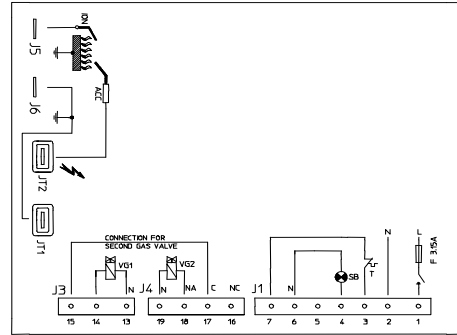 ION
J5
ACC
J6
JT2
JT1
CONNECTION FOR
SECOND GAS VALVE
VG1
VG2
N
L
F 3.15A
J3
N
J4
N
NA
C
NC
J1
N
SB
T
15 14 13
19 18 17 16
7 6 5 4 3 2 1